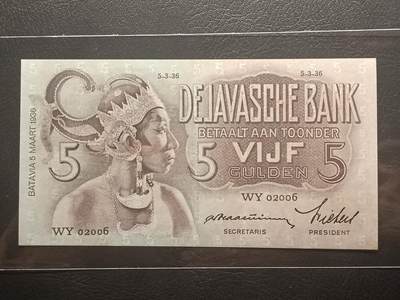 5-3-36 5-3-36
DE JAVASCHE BANK
BETAALT AAN TOONDER
5 5 VIJF 5
GULDEN
BATAVIA 5 MAART 1936
WY 02006
WY 02006
SECRETARIS PRESIDENT